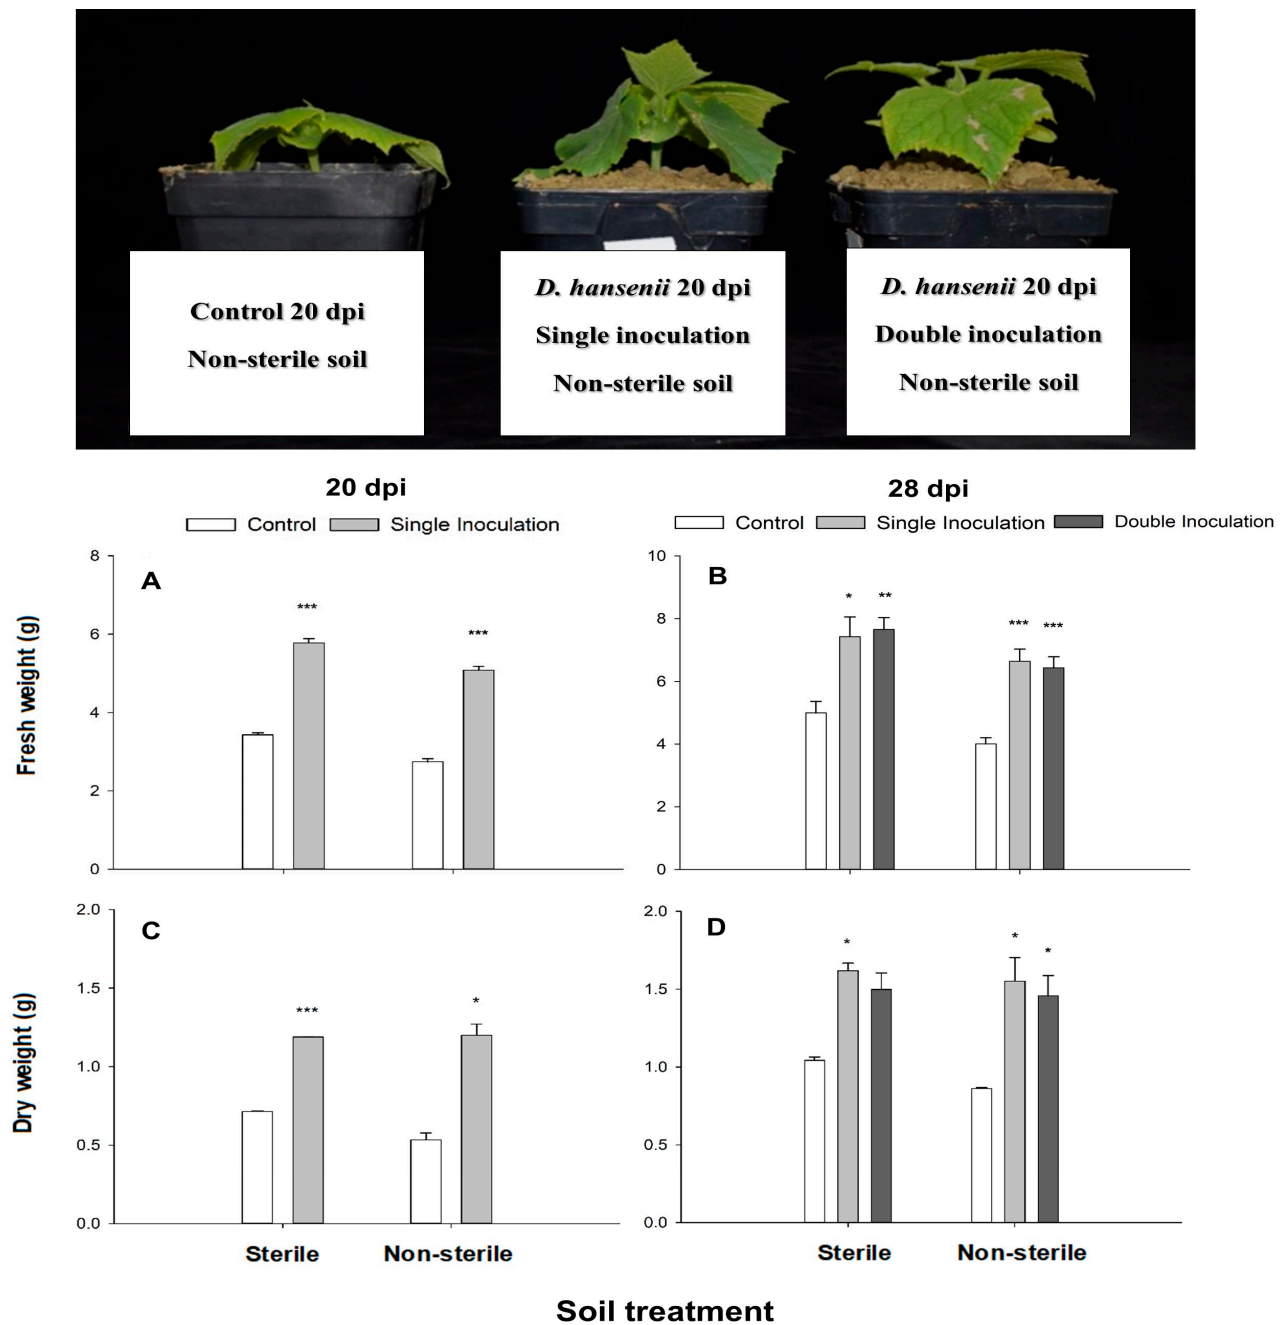 Control 20 dpi
Non-sterile soil
D. hansenii 20 dpi
Single inoculation
Non-sterile soil
D. hansenii 20 dpi
Double inoculation
Non-sterile soil
20 dpi
Control Single Inoculation
28 dpi
Control Single Inoculation Double Inoculation
Fresh weight (g)
A
8
6
4
2
0
***
***
B
10
8
6
4
2
0
*
**
***
***
Dry weight (g)
C
2.0
1.5
1.0
0.5
0.0
***
*
Sterile Non-sterile
D
2.0
1.5
1.0
0.5
0.0
*
*
*
Sterile Non-sterile
Soil treatment